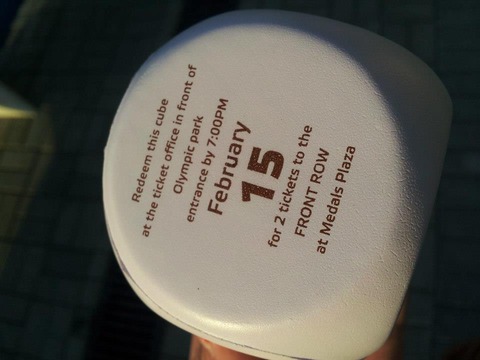 Redeem this cube
at the ticket office in front of
Olympic park
entrance by 7:00PM
February
15
for 2 tickets to the
FRONT ROW
at Medals Plaza